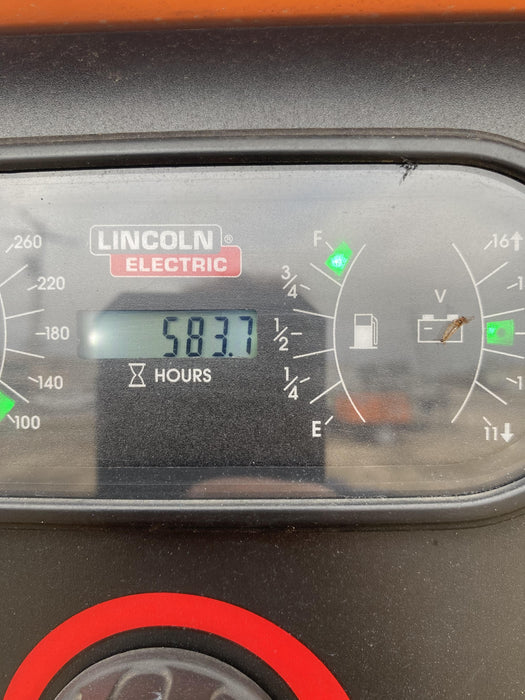 LINCOLN®
ELECTRIC
583.7
HOURS
260
220
180
140
100
F
3/4
1/2
1/4
E
V
16↑
11↓